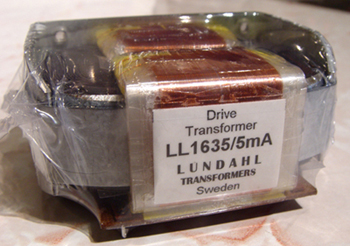 Drive
Transformer
LL1635/5mA
LUNDAHL
TRANSFORMERS
Sweden